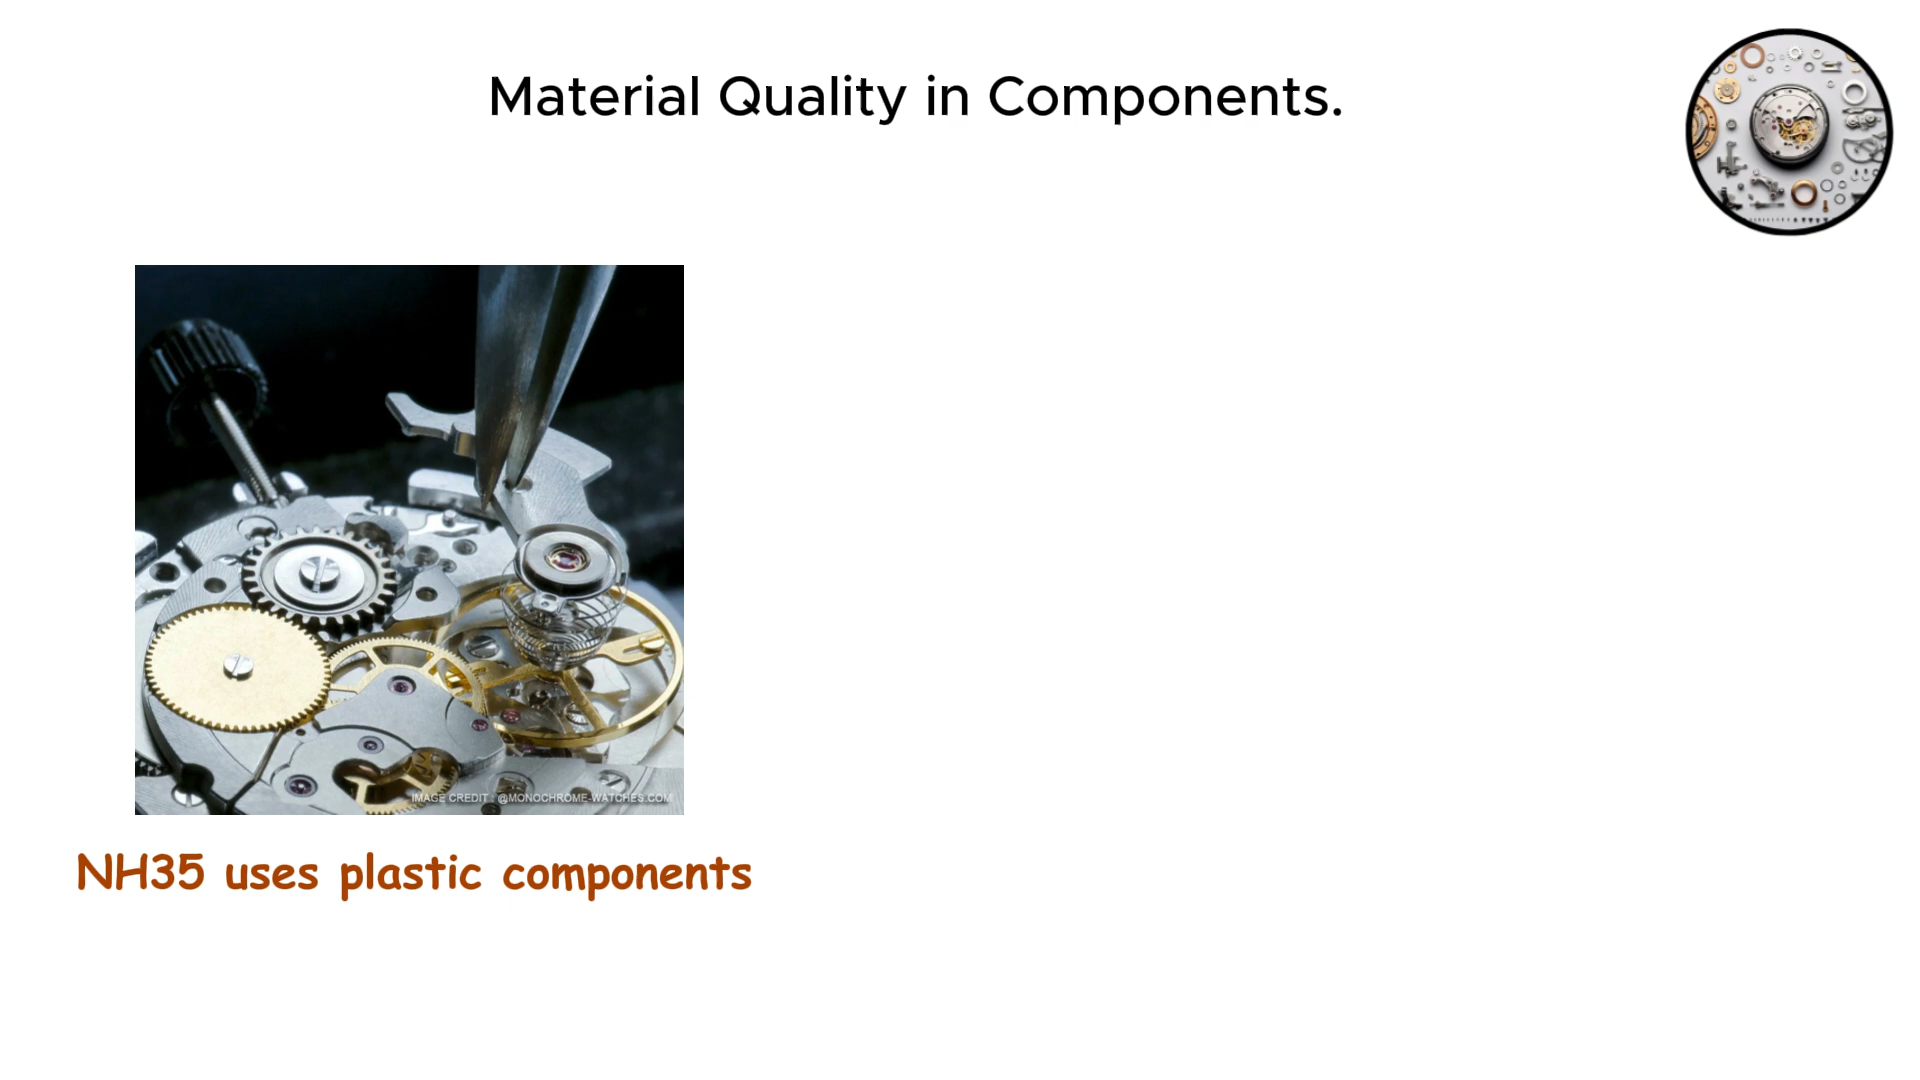 Material Quality in Components.
IMAGE CREDIT : @MONOCHROME-WATCHES.COM
NH35 uses plastic components